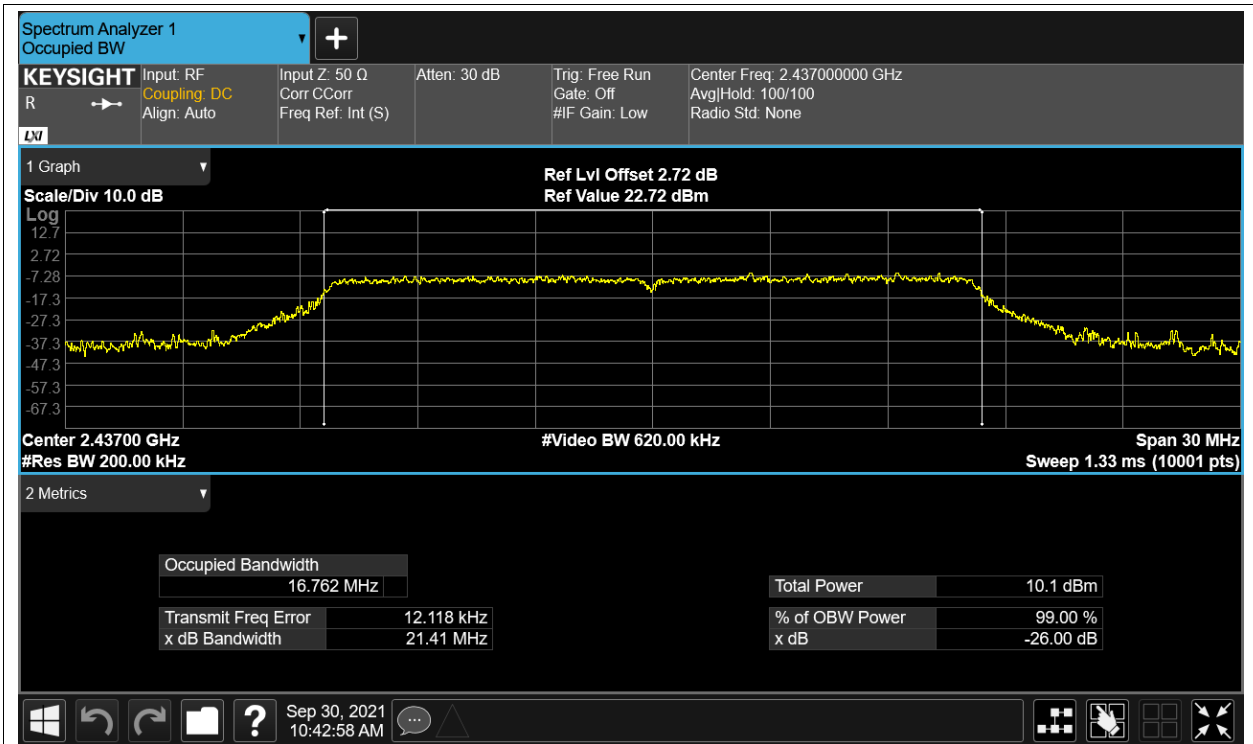 Spectrum Analyzer 1
Occupied BW
KEYSIGHT
R
LXI
Input: RF
Coupling: DC
Align: Auto
Input Z: 50 Ω
Corr CCorr
Freq Ref: Int (S)
Atten: 30 dB
Trig: Free Run
Gate: Off
#IF Gain: Low
Center Freq: 2.437000000 GHz
Avg|Hold: 100/100
Radio Std: None
1 Graph
Scale/Div 10.0 dB
Ref Lvl Offset 2.72 dB
Ref Value 22.72 dBm
Log
12.7
2.72
-7.28
-17.3
-27.3
-37.3
-47.3
-57.3
-67.3
Center 2.43700 GHz
#Res BW 200.00 kHz
#Video BW 620.00 kHz
Span 30 MHz
Sweep 1.33 ms (10001 pts)
2 Metrics
Occupied Bandwidth
16.762 MHz
Transmit Freq Error 12.118 kHz
x dB Bandwidth 21.41 MHz
Total Power 10.1 dBm
% of OBW Power 99.00 %
x dB -26.00 dB
?
Sep 30, 2021
10:42:58 AM